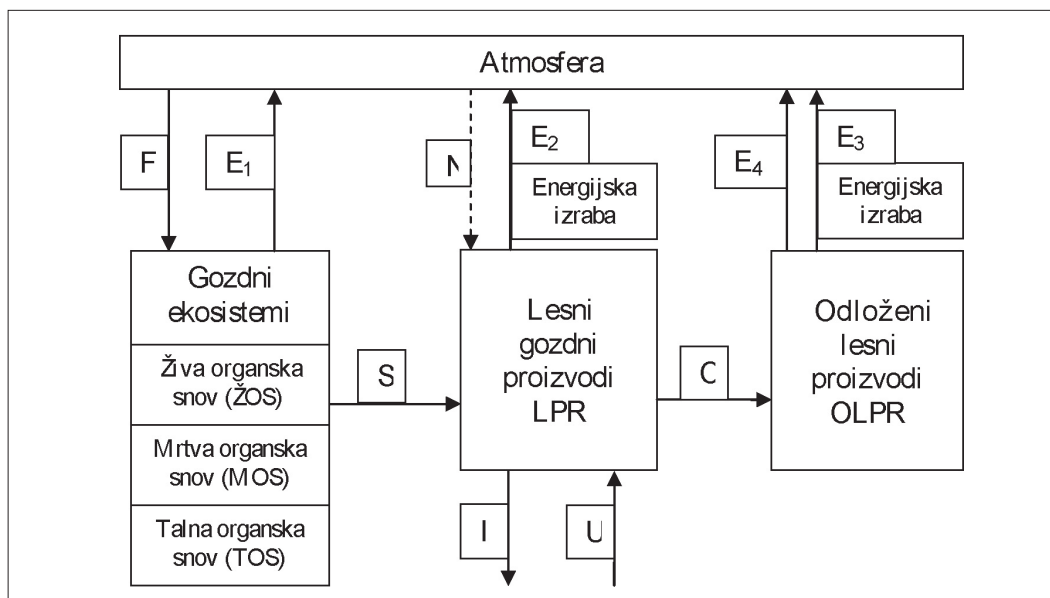 Atmosfera
F
E₁
E₂
E₄
E₃
Energijska
izraba
Energijska
izraba
Gozdni
ekosistemi
Živa organska
snov (ŽOS)
Mrtva organska
snov (MOS)
Talna organska
snov (TOS)
S
Lesni
gozdni
proizvodi
LPR
Odloženi
lesni
proizvodi
OLPR
I
U